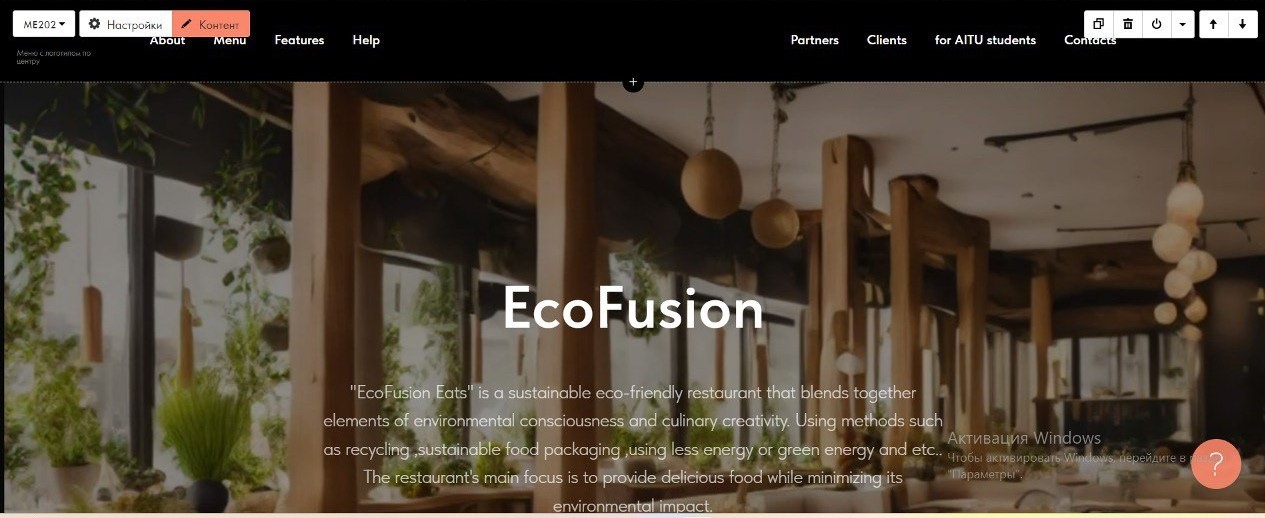 ME202 Настройки Контент
About Menu Features Help Partners Clients for AITU students Contacts
Меню с логотипом по
центру
+
EcoFusion
"EcoFusion Eats" is a sustainable eco-friendly restaurant that blends together
elements of environmental consciousness and culinary creativity. Using methods such
as recycling ,sustainable food packaging ,using less energy or green energy and etc..
The restaurant's main focus is to provide delicious food while minimizing its
environmental impact.
Активация Windows
Чтобы активировать Windows, перейдите в
"Параметры".
?